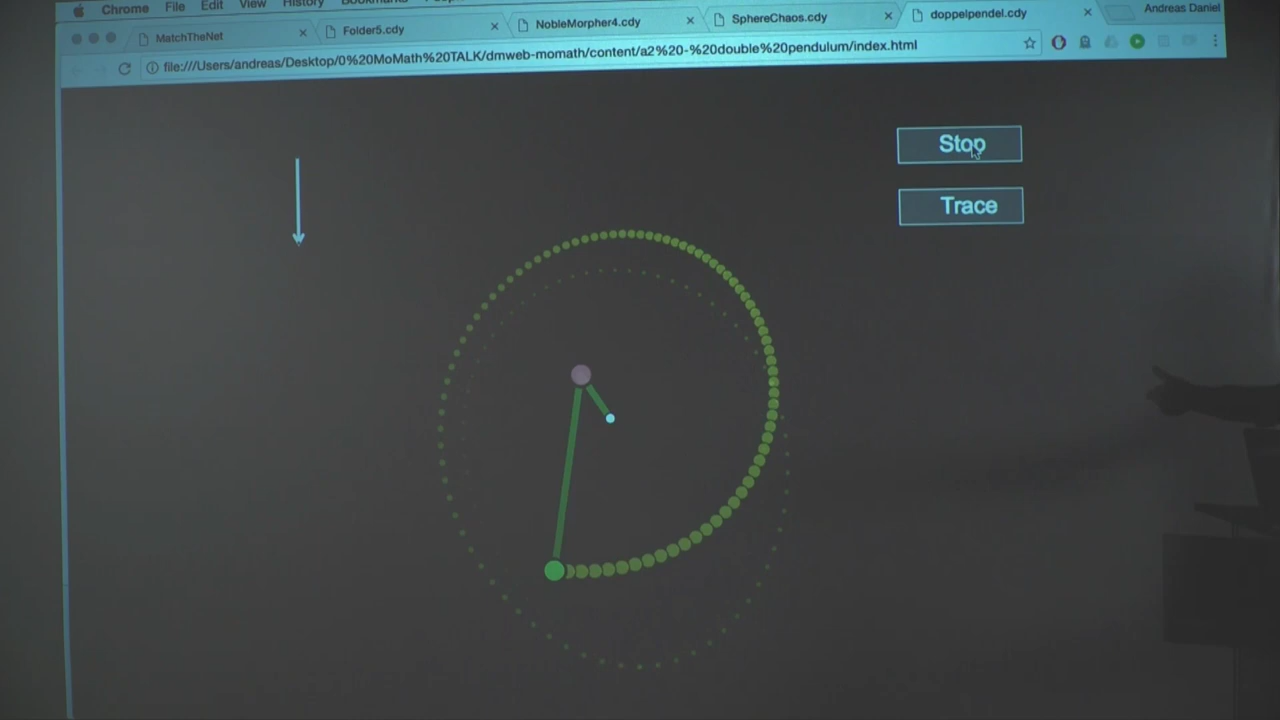 Chrome File Edit View History
MatchTheNet Folder5.cdy NobleMorpher4.cdy SphereChaos.cdy doppelpendel.cdy Andreas Daniel
file:///Users/andreas/Desktop/0%20MoMath%20TALK/dmweb-momath/content/a2%20-%20double%20pendulum/index.html
Stop
Trace